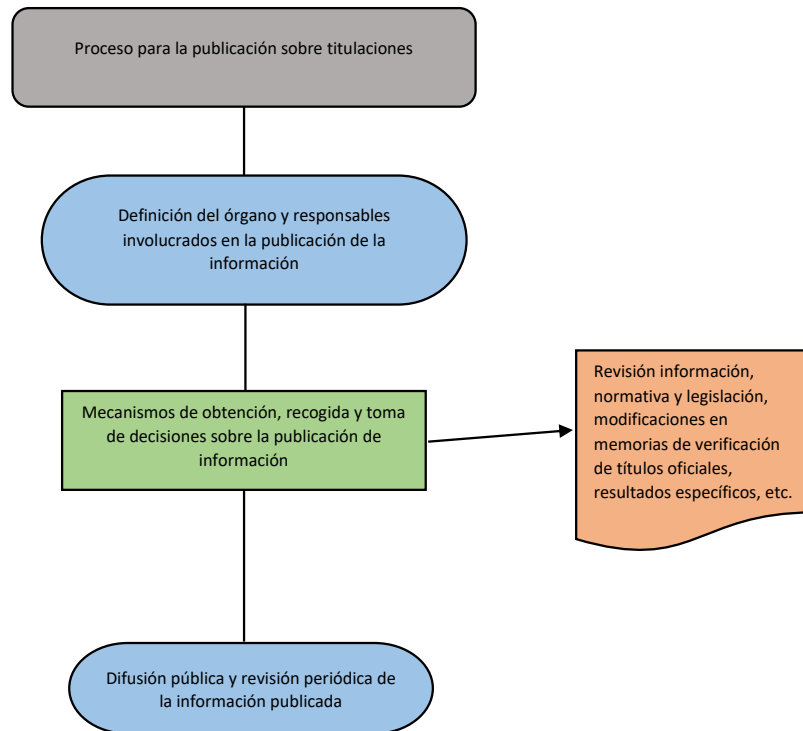 Proceso para la publicación sobre titulaciones
Definición del órgano y responsables
involucrados en la publicación de la
información
Mecanismos de obtención, recogida y toma
de decisiones sobre la publicación de
información
Revisión información,
normativa y legislación,
modificaciones en
memorias de verificación
de títulos oficiales,
resultados específicos, etc.
Difusión pública y revisión periódica de
la información publicada